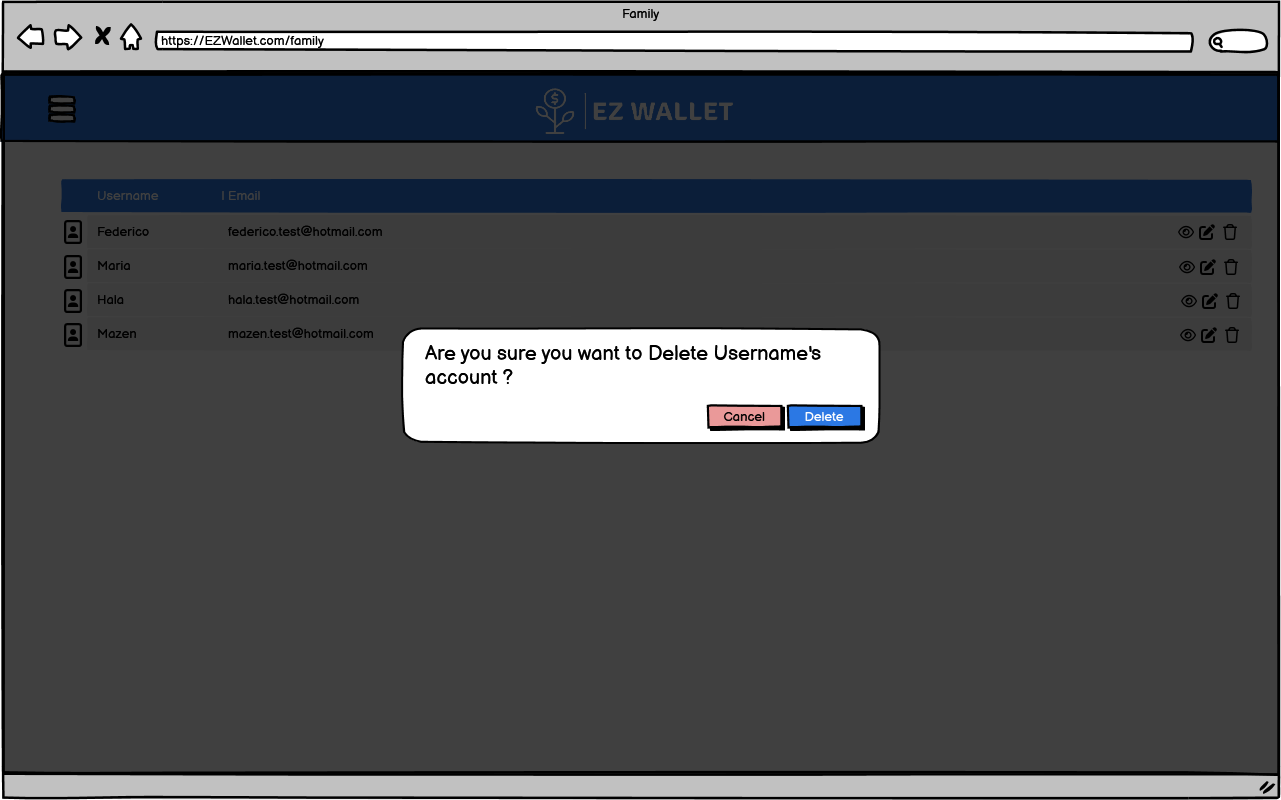 Family
https://EZWallet.com/family
EZ WALLET
Username | Email
Federico federico.test@hotmail.com
Maria maria.test@hotmail.com
Hala hala.test@hotmail.com
Mazen mazen.test@hotmail.com
Are you sure you want to Delete Username's
account ?
Cancel Delete